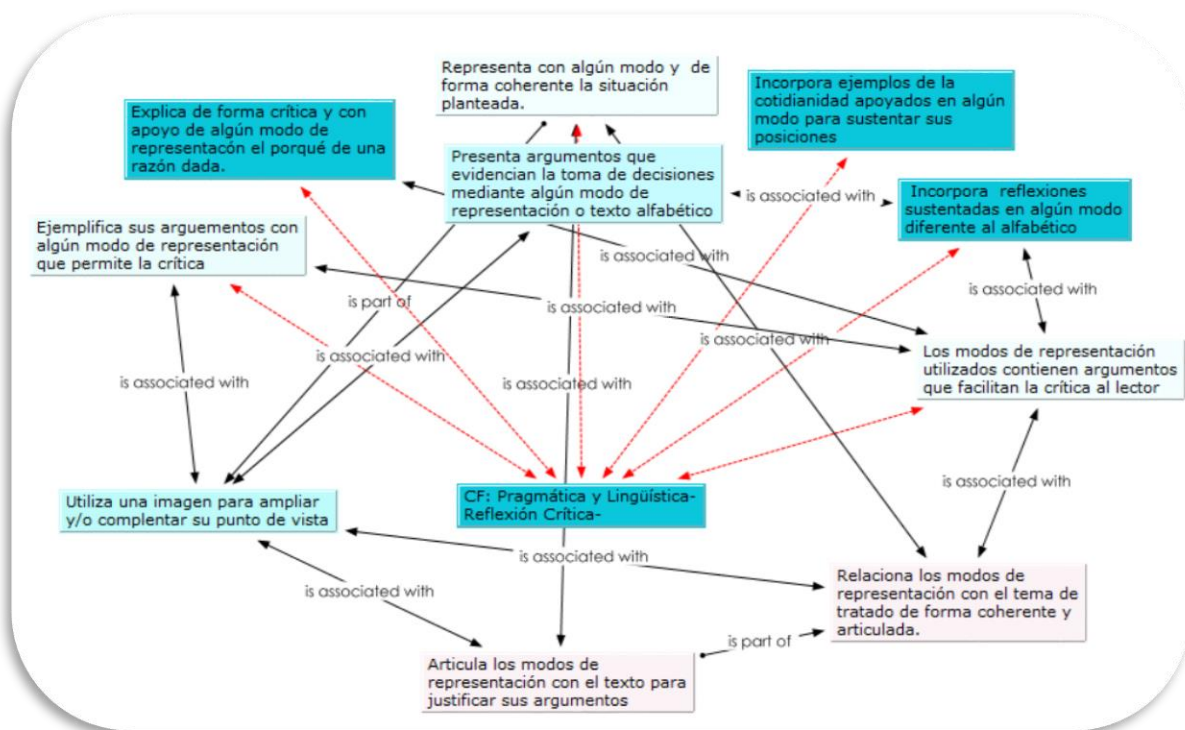 Representa con algún modo y de
forma coherente la situación
planteada.
Incorpora ejemplos de la
cotidianidad apoyados en algún
modo para sustentar sus
posiciones
Explica de forma crítica y con
apoyo de algún modo de
representacón el porqué de una
razón dada.
Presenta argumentos que
evidencian la toma de decisiones
mediante algún modo de
representación o texto alfabético
is associated with
Incorpora reflexiones
sustentadas en algún modo
diferente al alfabético
Ejemplifica sus arguementos con
algún modo de representación
que permite la crítica
is associated with
is associated with
is part of
is associated with
is associated with
is associated with
is associated with
Los modos de representación
utilizados contienen argumentos
que facilitan la crítica al lector
is associated with
Utiliza una imagen para ampliar
y/o complentar su punto de vista
CF: Pragmática y Lingüística-
Reflexión Crítica-
is associated with
is associated with
Relaciona los modos de
representación con el tema de
tratado de forma coherente y
articulada.
is part of
Articula los modos de
representación con el texto para
justificar sus argumentos